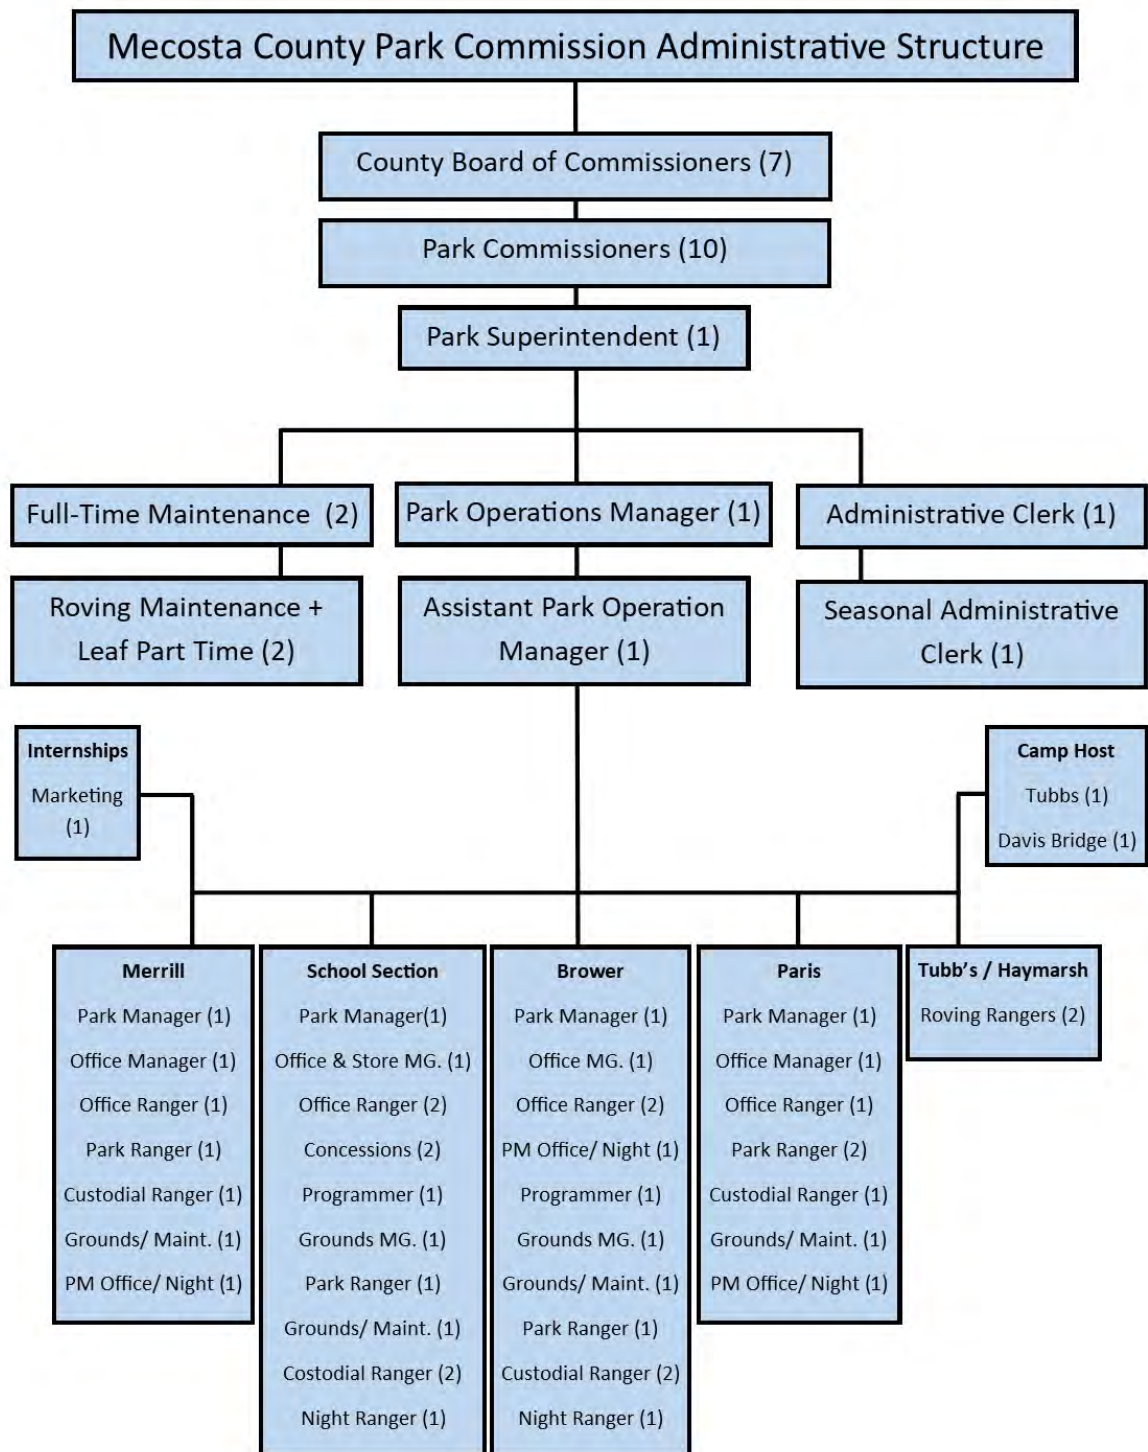 Mecosta County Park Commission Administrative Structure
County Board of Commissioners (7)
Park Commissioners (10)
Park Superintendent (1)
Full-Time Maintenance (2)
Roving Maintenance +
Leaf Part Time (2)
Park Operations Manager (1)
Assistant Park Operation
Manager (1)
Administrative Clerk (1)
Seasonal Administrative
Clerk (1)
Internships
Marketing
(1)
Camp Host
Tubbs (1)
Davis Bridge (1)
Merrill
Park Manager (1)
Office Manager (1)
Office Ranger (1)
Park Ranger (1)
Custodial Ranger (1)
Grounds/ Maint. (1)
PM Office/ Night (1)
School Section
Park Manager(1)
Office & Store MG. (1)
Office Ranger (2)
Concessions (2)
Programmer (1)
Grounds MG. (1)
Park Ranger (1)
Grounds/ Maint. (1)
Costodial Ranger (2)
Night Ranger (1)
Brower
Park Manager (1)
Office MG. (1)
Office Ranger (2)
PM Office/ Night (1)
Programmer (1)
Grounds MG. (1)
Grounds/ Maint. (1)
Park Ranger (1)
Custodial Ranger (2)
Night Ranger (1)
Paris
Park Manager (1)
Office Manager (1)
Office Ranger (1)
Park Ranger (2)
Custodial Ranger (1)
Grounds/ Maint. (1)
PM Office/ Night (1)
Tubb's / Haymarsh
Roving Rangers (2)